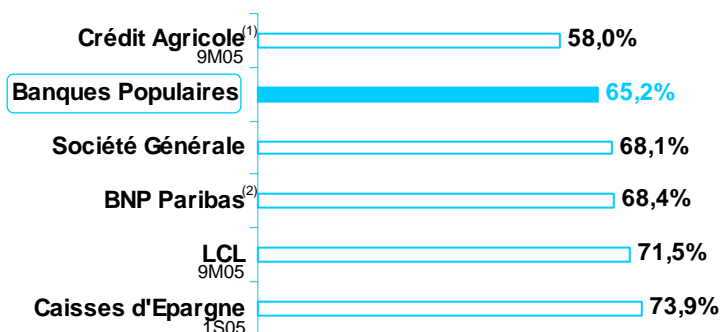 Crédit Agricole(1) 58,0%
9M05
Banques Populaires 65,2%
Société Générale 68,1%
BNP Paribas(2) 68,4%
LCL 71,5%
9M05
Caisses d'Epargne 73,9%
1S05